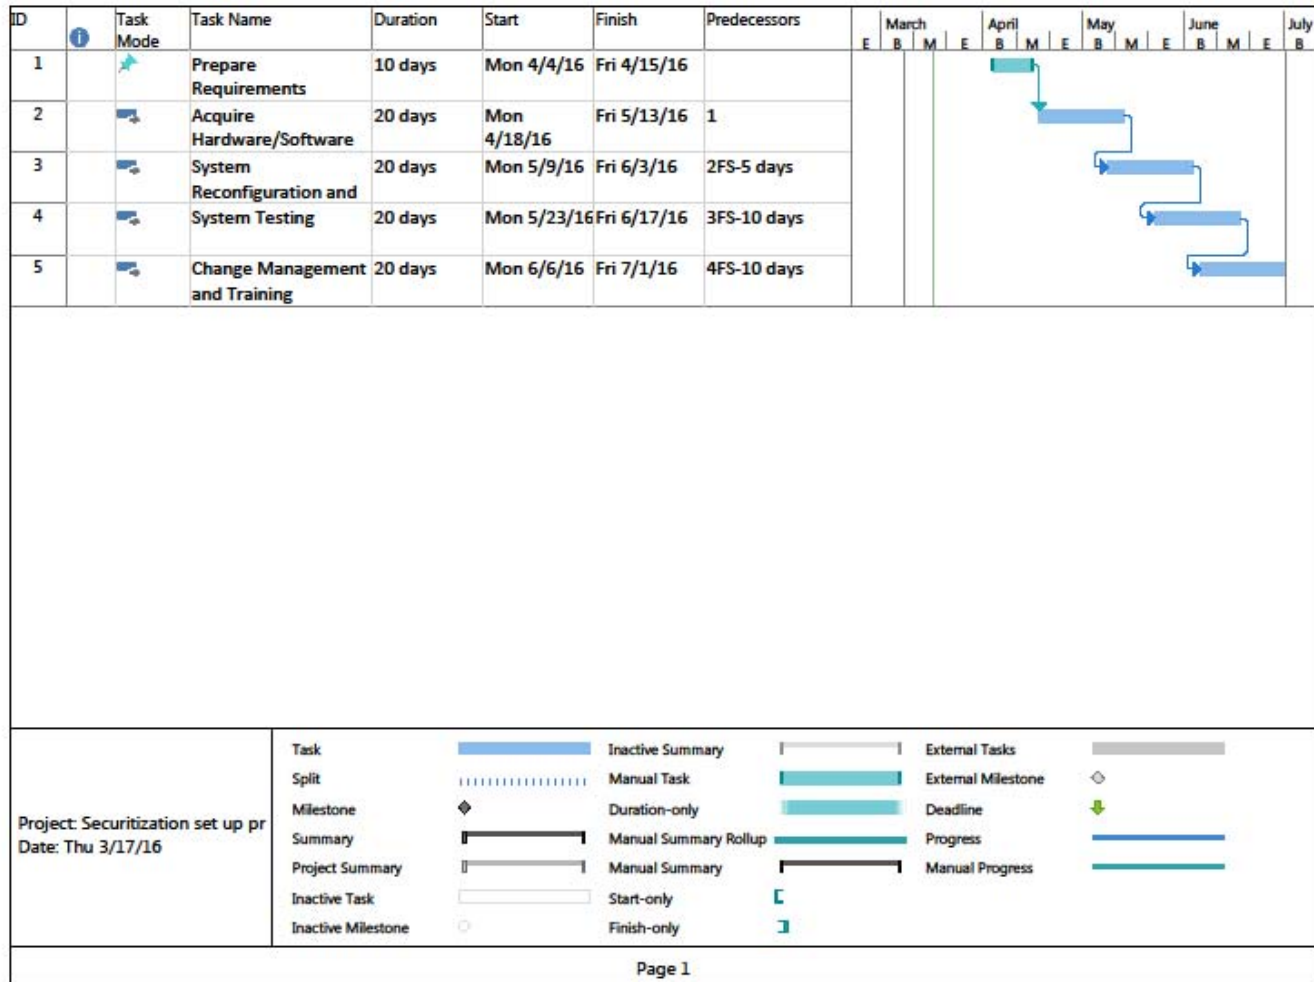 ID Task Mode Task Name Duration Start Finish Predecessors
March April May June July
E B M E B M E B M E B M E B
1 Prepare Requirements 10 days Mon 4/4/16 Fri 4/15/16
2 Acquire Hardware/Software 20 days Mon 4/18/16 Fri 5/13/16 1
3 System Reconfiguration and 20 days Mon 5/9/16 Fri 6/3/16 2FS-5 days
4 System Testing 20 days Mon 5/23/16 Fri 6/17/16 3FS-10 days
5 Change Management and Training 20 days Mon 6/6/16 Fri 7/1/16 4FS-10 days
Project: Securitization set up pr
Date: Thu 3/17/16
Task
Split
Milestone
Summary
Project Summary
Inactive Task
Inactive Milestone
Inactive Summary
Manual Task
Duration-only
Manual Summary Rollup
Manual Summary
Start-only
Finish-only
External Tasks
External Milestone
Deadline
Progress
Manual Progress
Page 1